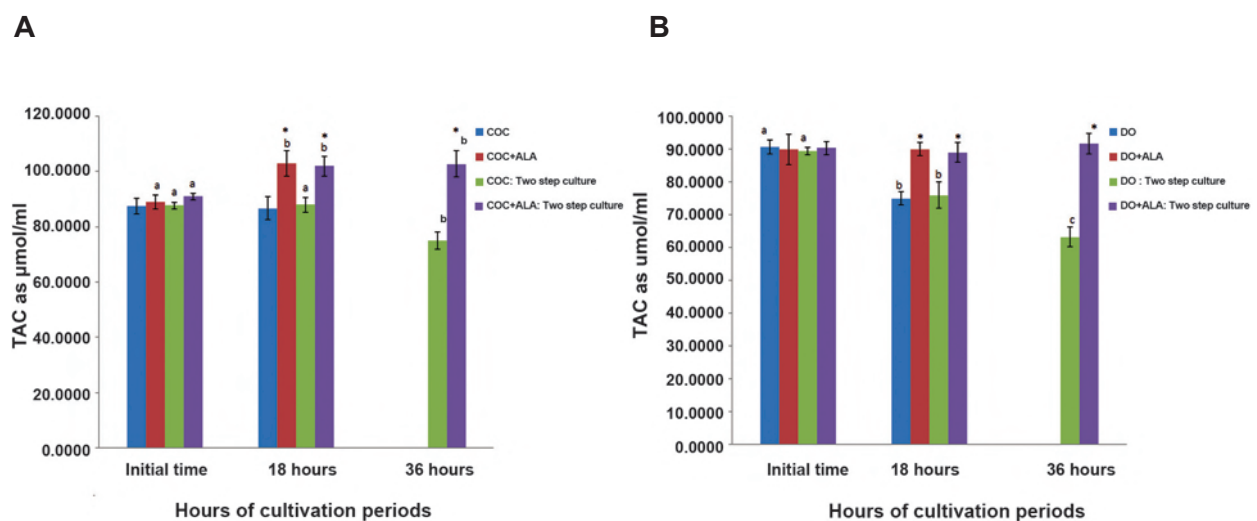 A
120.0000
100.0000
80.0000
60.0000
40.0000
20.0000
0.0000
TAC as µmol/ml
a a a
* b a * b
b * b
COC
COC+ALA
COC: Two step culture
COC+ALA: Two step culture
Initial time 18 hours 36 hours
Hours of cultivation periods
B
100.0000
90.0000
80.0000
70.0000
60.0000
50.0000
40.0000
30.0000
20.0000
10.0000
0.0000
TAC as umol/ml
a a
b * b *
c *
DO
DO+ALA
DO : Two step culture
DO+ALA: Two step culture
Initial time 18 hours 36 hours
Hours of cultivation periods